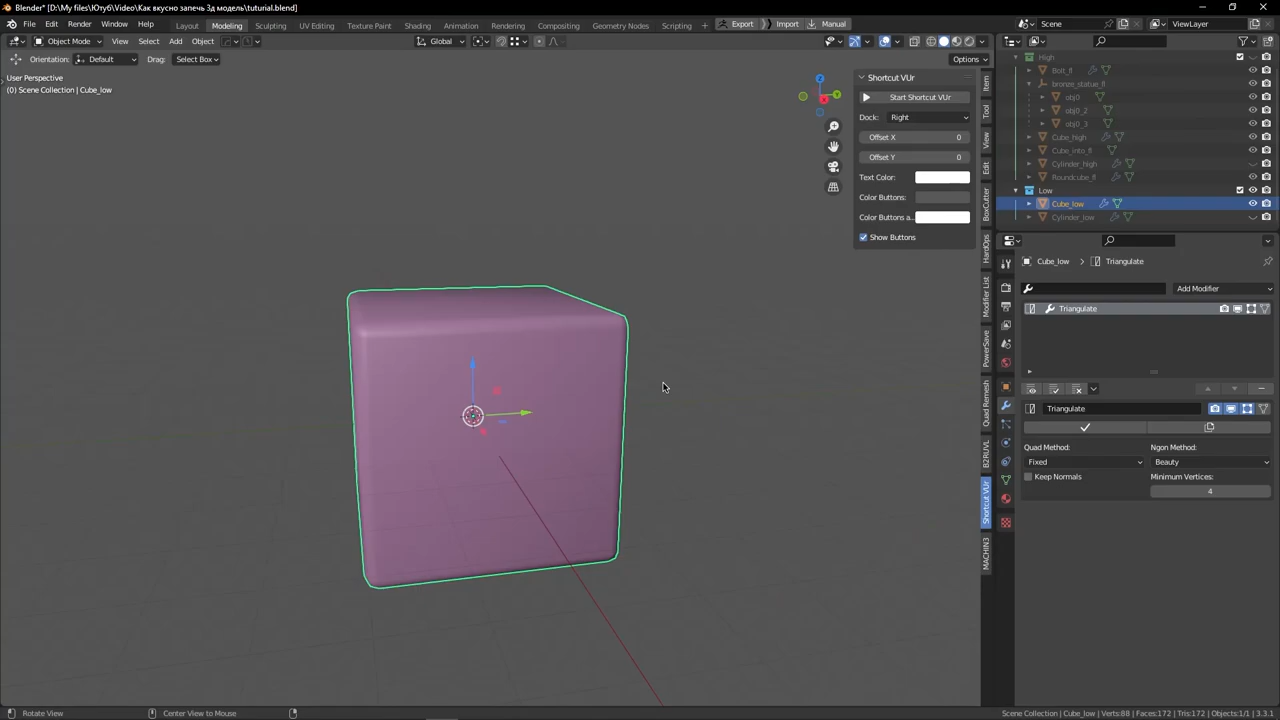 Blender* [D:\My files\Ютуб\Video\Как вкусно запечь 3д модель\tuturial.blend]
File Edit Render Window Help Layout Modeling Sculpting UV Editing Texture Paint Shading Animation Rendering Compositing Geometry Nodes Scripting Export Import Manual Scene ViewLayer
Object Mode View Select Add Object Global
Orientation: Default Drag: Select Box Options
User Perspective
(0) Scene Collection | Cube_low
Shortcut VUr
Start Shortcut VUr
Dock: Right
Offset X 0
Offset Y 0
Text Color:
Color Buttons:
Color Buttons a..
Show Buttons
Item
Tool
View
Edit
BoxCutter
HardOps
Modifier List
PowerSave
Quad Remesh
B2RUVL
Shortcut VUr
MACHIN3
High
Bolt_fl
bronze_statue_fl
obj0
obj0_2
obj0_3
Cube_high
Cube_into_fl
Cylinder_high
Roundcube_fl
Low
Cube_low
Cylinder_low
Cube_low > Triangulate
Add Modifier
Triangulate
Triangulate
Quad Method: Ngon Method:
Fixed Beauty
Keep Normals Minimum Vertices:
4
Rotate View Center View to Mouse Scene Collection | Cube_low | Verts:88 | Faces:172 | Tris:172 | Objects:1/1 | 3.3.1